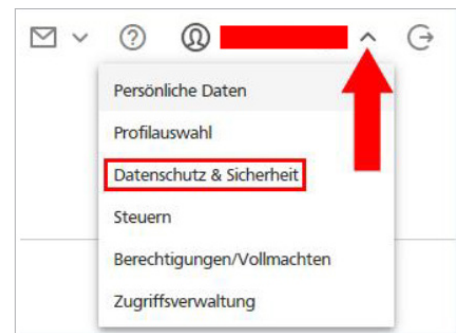 Persönliche Daten
Profilauswahl
Datenschutz & Sicherheit
Steuern
Berechtigungen/Vollmachten
Zugriffsverwaltung